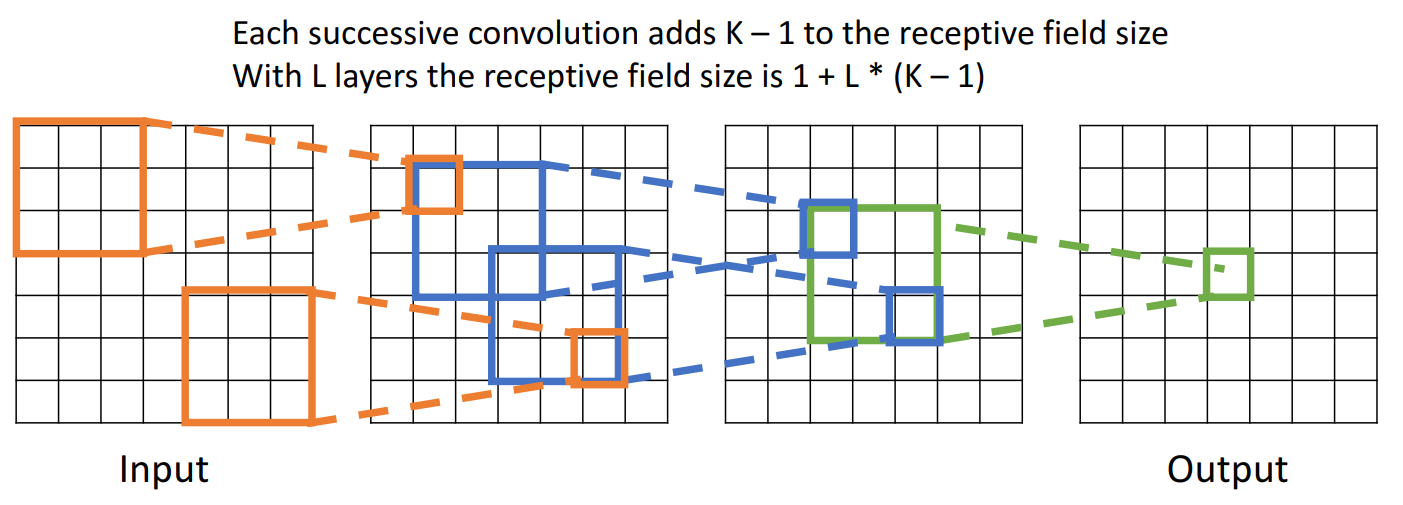 Each successive convolution adds K – 1 to the receptive field size
With L layers the receptive field size is 1 + L * (K – 1)
Input
Output